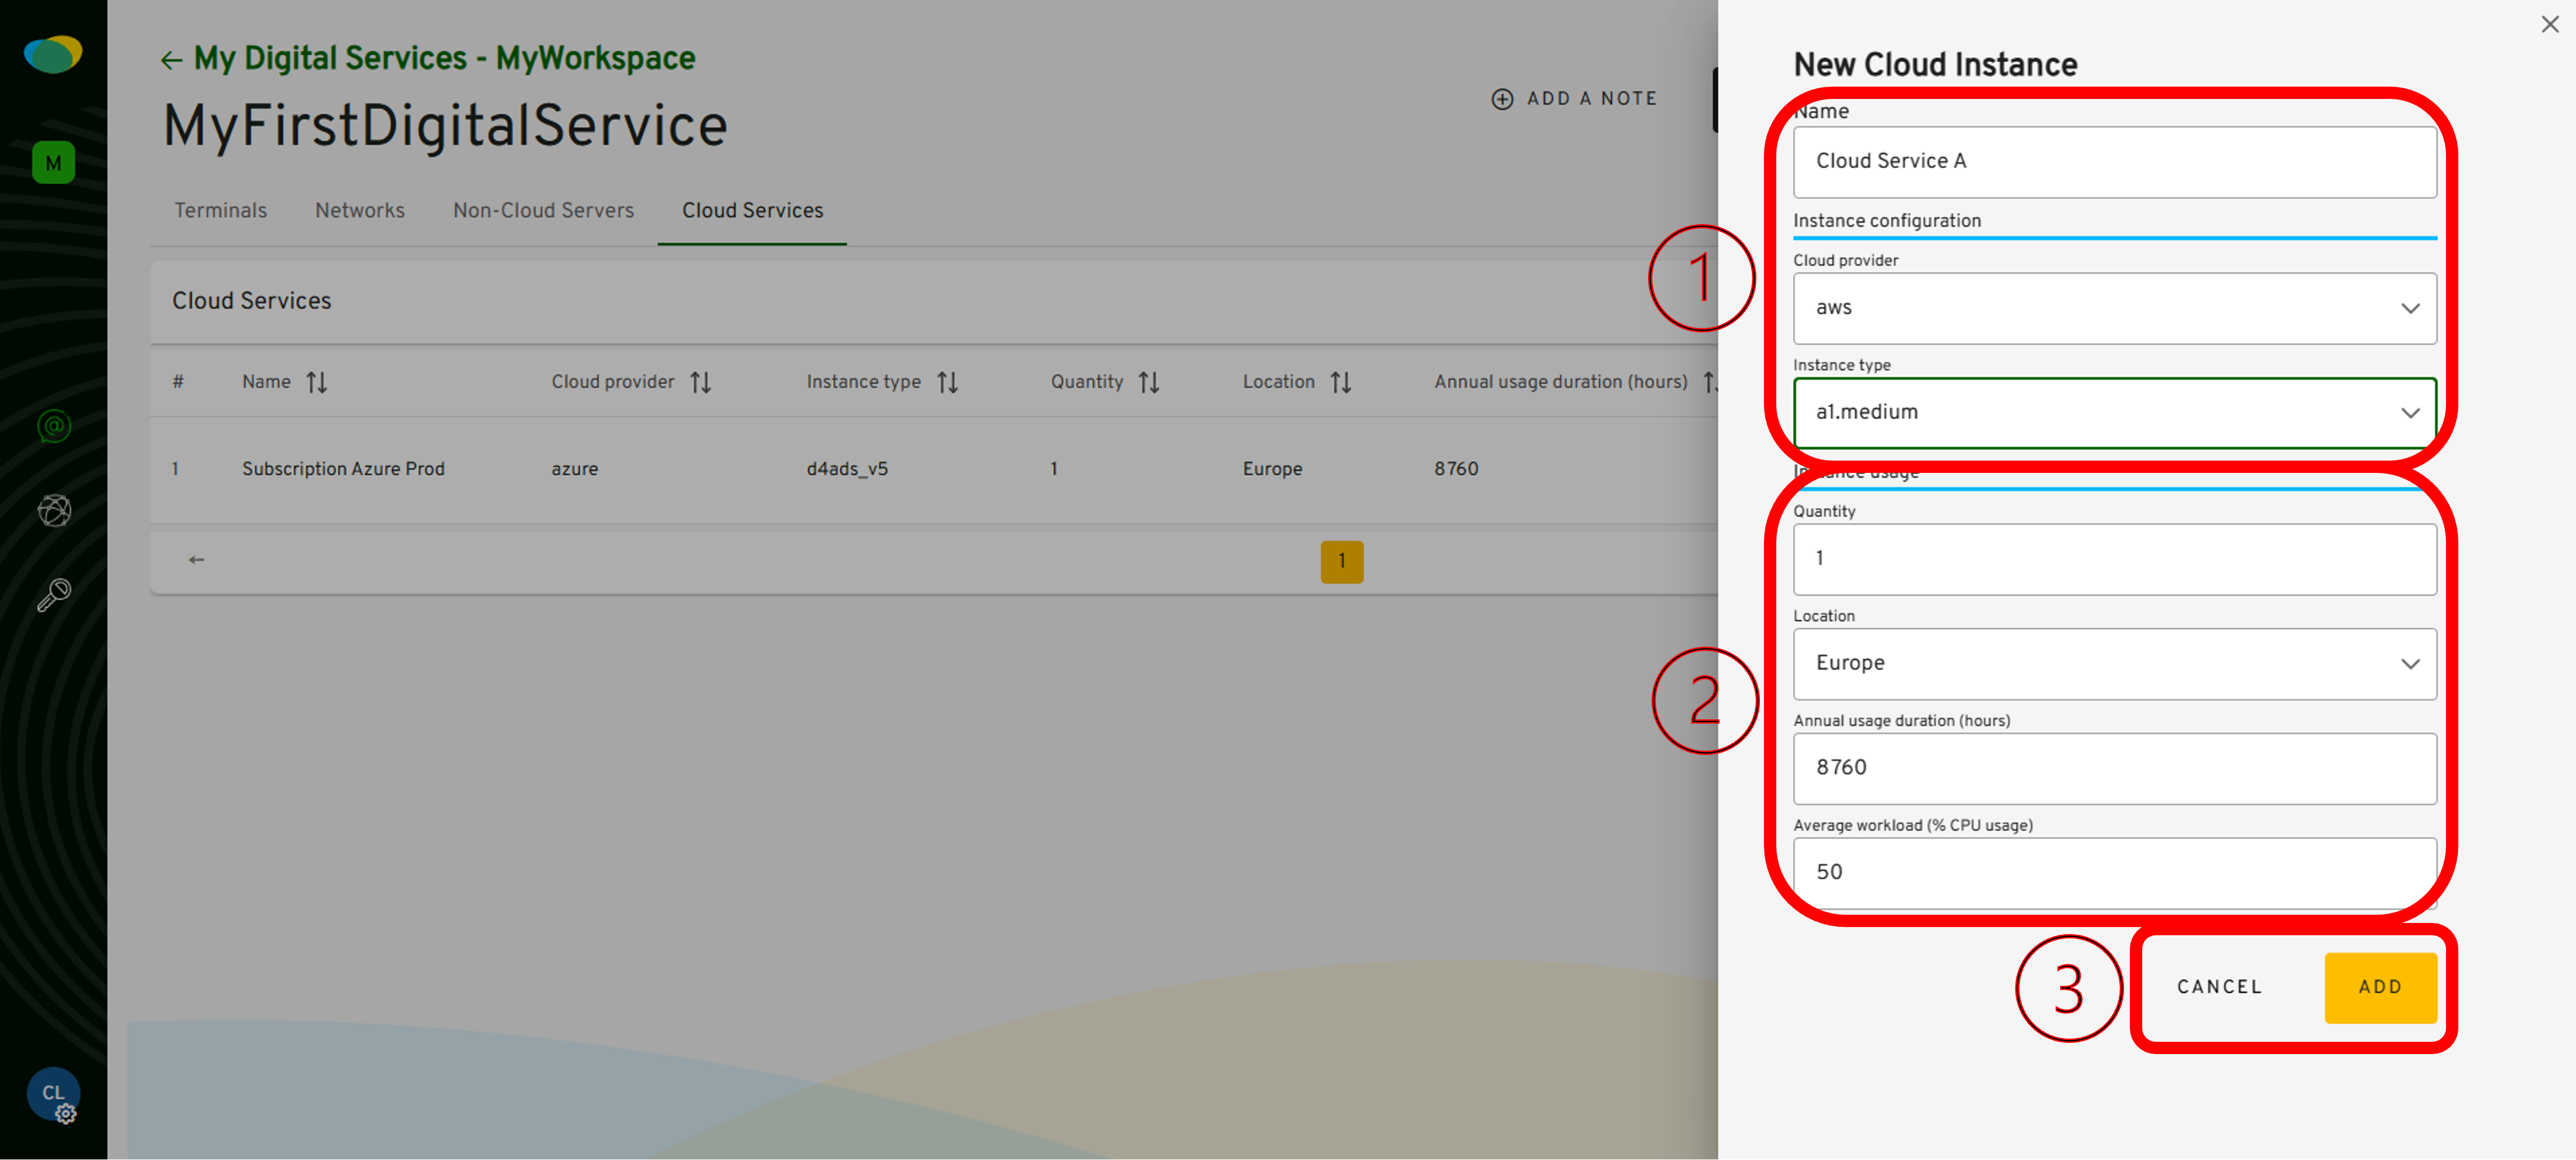 ← My Digital Services - MyWorkspace
MyFirstDigitalService
ADD A NOTE
M
Terminals Networks Non-Cloud Servers Cloud Services
Cloud Services
# Name Cloud provider Instance type Quantity Location Annual usage duration (hours)
1 Subscription Azure Prod azure d4ads_v5 1 Europe 8760
← 1
CL
New Cloud Instance
Name
Cloud Service A
Instance configuration
Cloud provider
aws
Instance type
a1.medium
1
Instance usage
Quantity
1
Location
Europe
Annual usage duration (hours)
8760
Average workload (% CPU usage)
50
2
3
CANCEL ADD